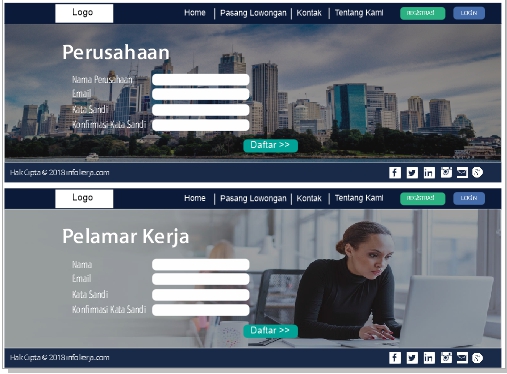 Logo
Home | Pasang Lowongan | Kontak | Tentang Kami REGISTRASI LOGIN
Perusahaan
Nama Perusahaan
Email
Kata Sandi
Konfirmasi Kata Sandi
Daftar >>
Hak Cipta © 2018 infokerja.com
Logo
Home | Pasang Lowongan | Kontak | Tentang Kami REGISTRASI LOGIN
Pelamar Kerja
Nama
Email
Kata Sandi
Konfirmasi Kata Sandi
Daftar >>
Hak Cipta © 2018 infokerja.com